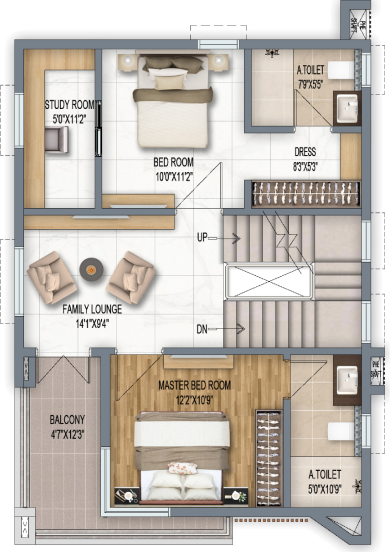 A.TOILET
7'9"X5'5"
STUDY ROOM
5'0"X11'2"
BED ROOM
10'0"X11'2"
DRESS
8'3"X5'3"
UP
FAMILY LOUNGE
14'1"X9'4"
DN
MASTER BED ROOM
12'2"X10'9"
BALCONY
4'7"X12'3"
A.TOILET
5'0"X10'9"